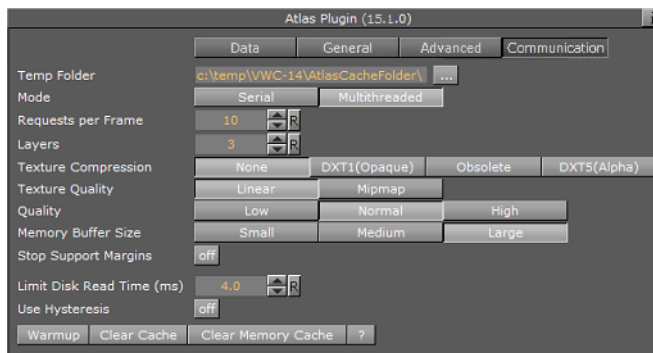 Atlas Plugin (15.1.0)
Data General Advanced Communication
Temp Folder c:\temp\VWC-14\AtlasCacheFolder\ ...
Mode Serial Multithreaded
Requests per Frame 10 R
Layers 3 R
Texture Compression None DXT1(Opaque) Obsolete DXT5(Alpha)
Texture Quality Linear Mipmap
Quality Low Normal High
Memory Buffer Size Small Medium Large
Stop Support Margins off
Limit Disk Read Time (ms) 4.0 R
Use Hysteresis off
Warmup Clear Cache Clear Memory Cache ?